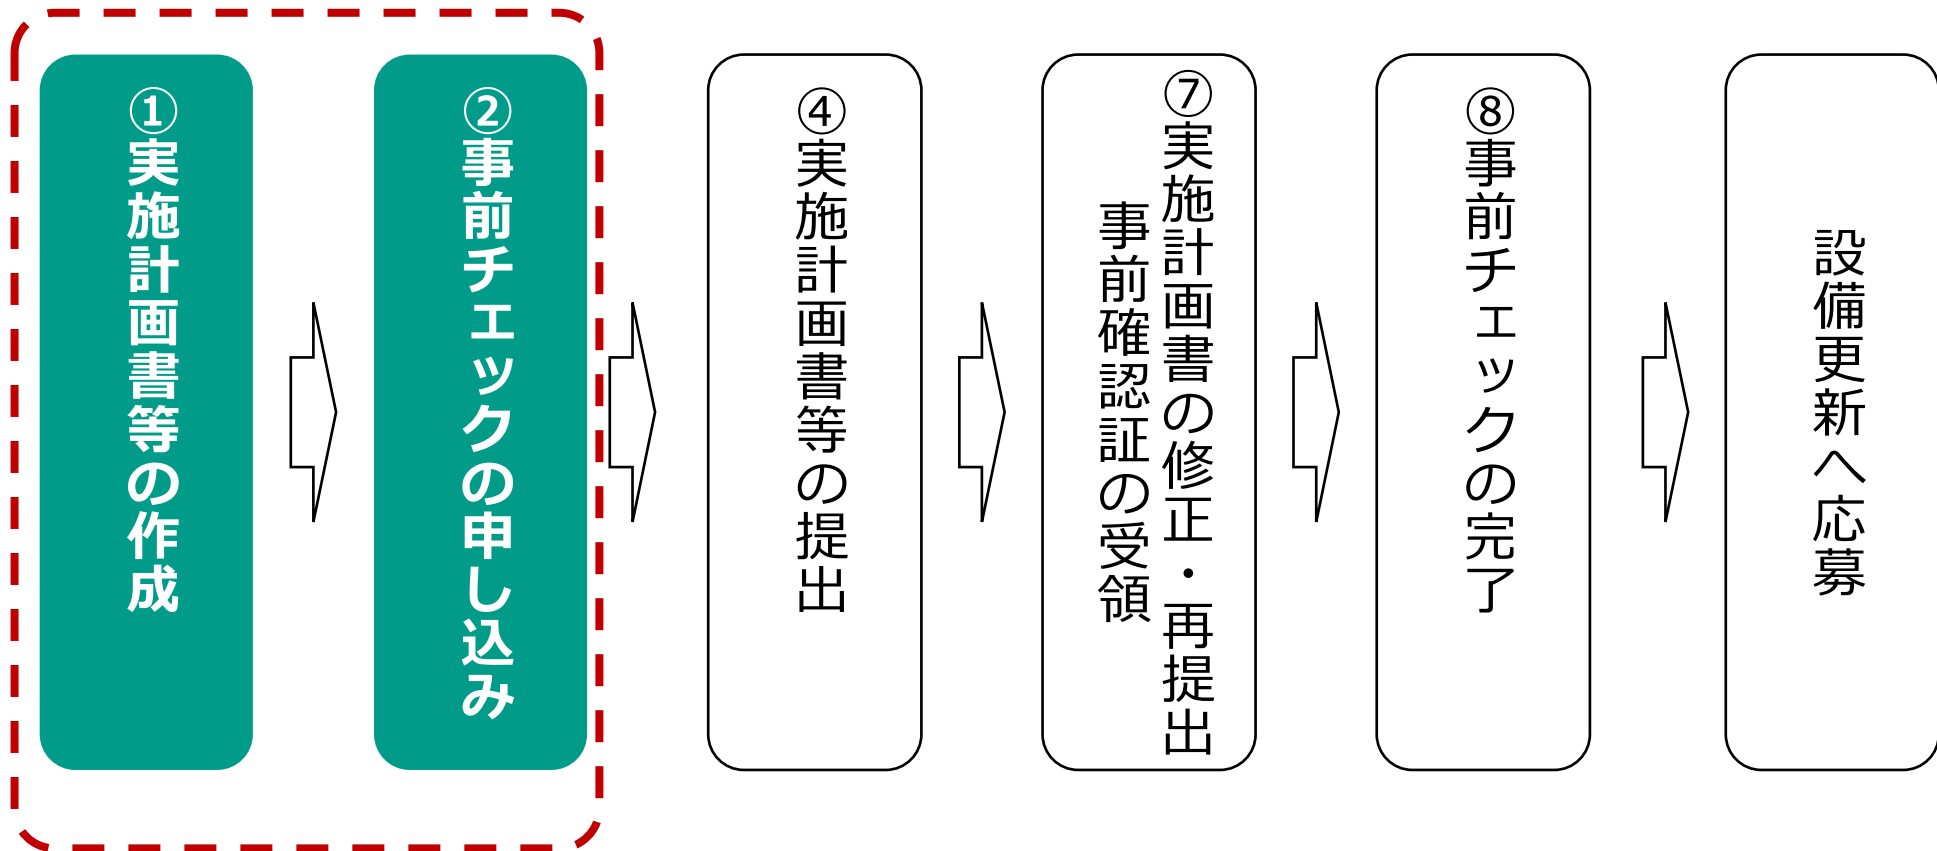 ①実施計画書等の作成
②事前チェックの申し込み
④実施計画書等の提出
⑦実施計画書の修正・再提出
事前確認証の受領
⑧事前チェックの完了
設備更新へ応募